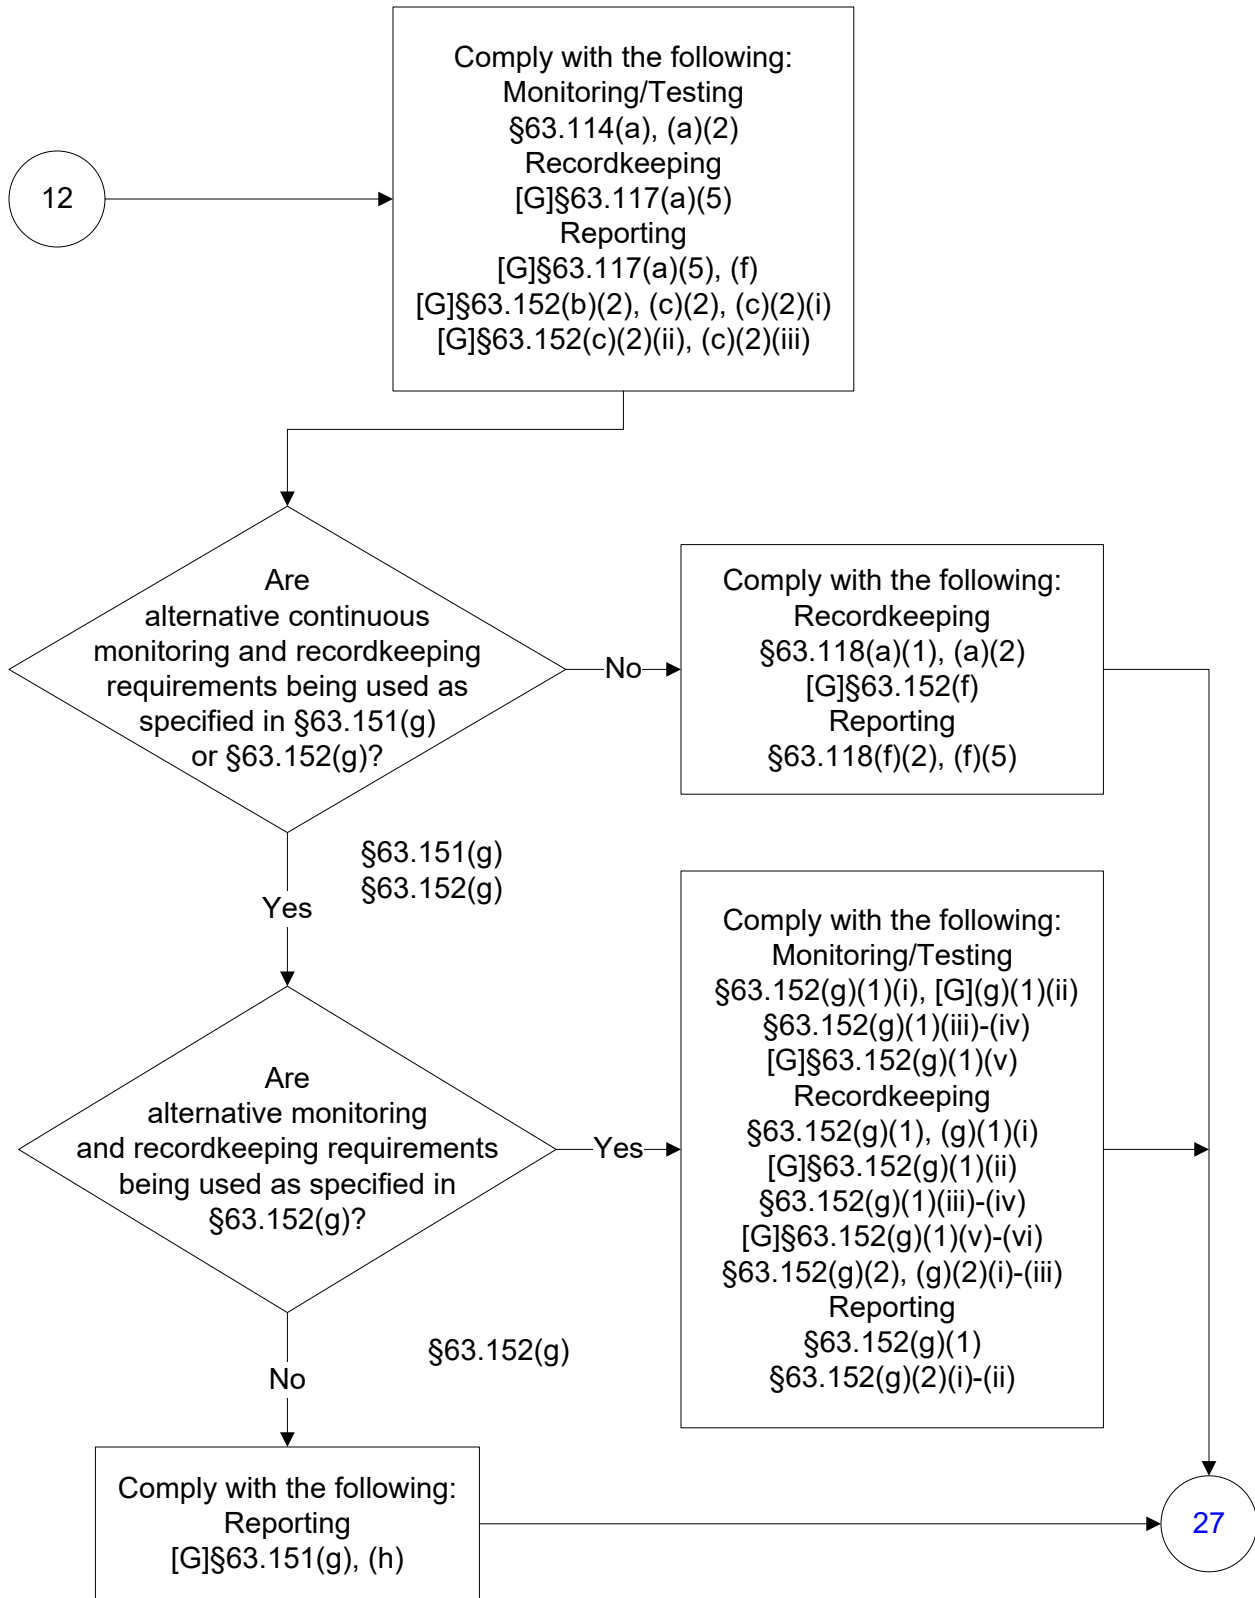 Comply with the following:
Monitoring/Testing
§63.114(a), (a)(2)
Recordkeeping
[G]§63.117(a)(5)
Reporting
[G]§63.117(a)(5), (f)
[G]§63.152(b)(2), (c)(2), (c)(2)(i)
[G]§63.152(c)(2)(ii), (c)(2)(iii)
12
Are
alternative continuous
monitoring and recordkeeping
requirements being used as
specified in §63.151(g)
or §63.152(g)?
No
Comply with the following:
Recordkeeping
§63.118(a)(1), (a)(2)
[G]§63.152(f)
Reporting
§63.118(f)(2), (f)(5)
§63.151(g)
§63.152(g)
Yes
Are
alternative monitoring
and recordkeeping requirements
being used as specified in
§63.152(g)?
Yes
Comply with the following:
Monitoring/Testing
§63.152(g)(1)(i), [G](g)(1)(ii)
§63.152(g)(1)(iii)-(iv)
[G]§63.152(g)(1)(v)
Recordkeeping
§63.152(g)(1), (g)(1)(i)
[G]§63.152(g)(1)(ii)
§63.152(g)(1)(iii)-(iv)
[G]§63.152(g)(1)(v)-(vi)
§63.152(g)(2), (g)(2)(i)-(iii)
Reporting
§63.152(g)(1)
§63.152(g)(2)(i)-(ii)
§63.152(g)
No
Comply with the following:
Reporting
[G]§63.151(g), (h)
27